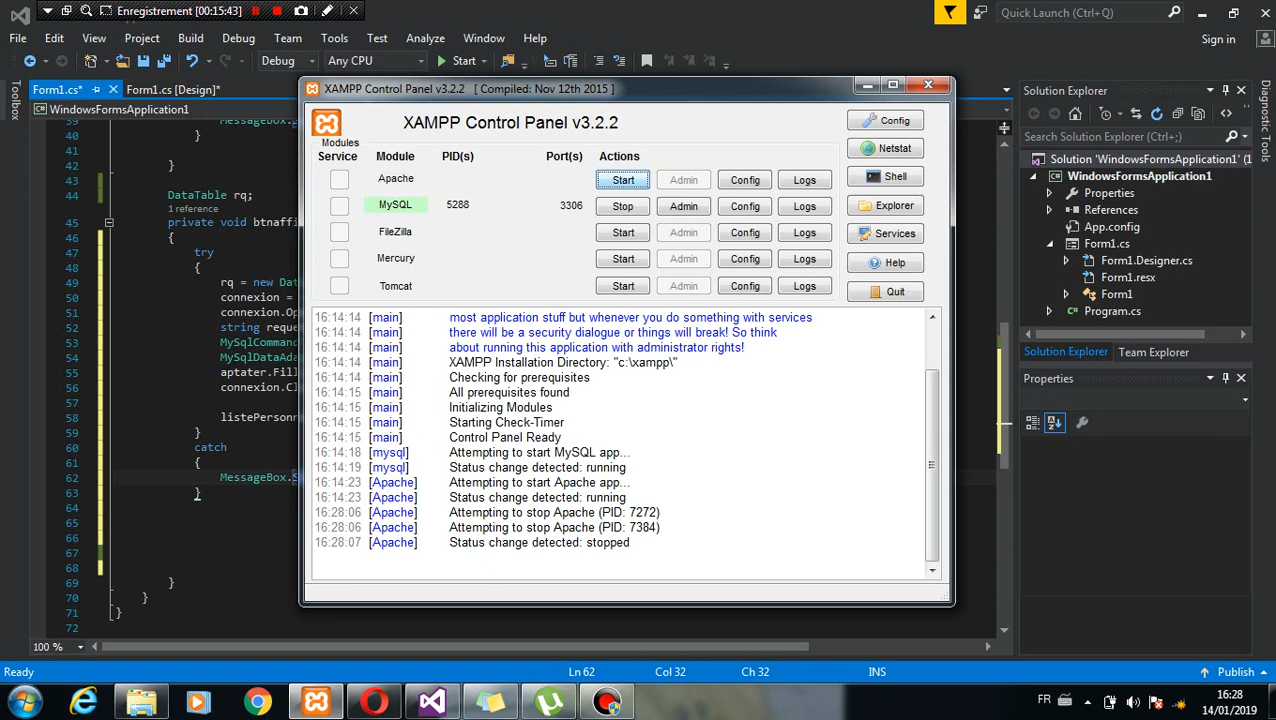 Enregistrement [00:15:43]
Quick Launch (Ctrl+Q)
File Edit View Project Build Debug Team Tools Test Analyze Window Help
Sign in
Debug Any CPU Start
Toolbox
Form1.cs* Form1.cs [Design]*
WindowsFormsApplication1
39 MessageBox.
40 }
41
42 }
43
44 DataTable rq;
1 reference
45 private void btnaffi
46 {
47 try
48 {
49 rq = new Dat
50 connexion =
51 connexion.Op
52 string reque
53 MySqlComman
54 MySqlDataAda
55 aptater.Fill
56 connexion.Cl
57
58 listePersonn
59 }
60 catch
61 {
62 MessageBox.S
63 }
64
65
66
67
68
69 }
70 }
71 }
72
100 %
XAMPP Control Panel v3.2.2 [ Compiled: Nov 12th 2015 ]
XAMPP Control Panel v3.2.2
Modules
Service Module PID(s) Port(s) Actions
Apache Start Admin Config Logs
MySQL 5288 3306 Stop Admin Config Logs
FileZilla Start Admin Config Logs
Mercury Start Admin Config Logs
Tomcat Start Admin Config Logs
Config
Netstat
Shell
Explorer
Services
Help
Quit
16:14:14 [main] most application stuff but whenever you do something with services
16:14:14 [main] there will be a security dialogue or things will break! So think
16:14:14 [main] about running this application with administrator rights!
16:14:14 [main] XAMPP Installation Directory: "c:\xampp\"
16:14:14 [main] Checking for prerequisites
16:14:15 [main] All prerequisites found
16:14:15 [main] Initializing Modules
16:14:15 [main] Starting Check-Timer
16:14:15 [main] Control Panel Ready
16:14:18 [mysql] Attempting to start MySQL app...
16:14:19 [mysql] Status change detected: running
16:14:23 [Apache] Attempting to start Apache app...
16:14:23 [Apache] Status change detected: running
16:28:06 [Apache] Attempting to stop Apache (PID: 7272)
16:28:06 [Apache] Attempting to stop Apache (PID: 7384)
16:28:07 [Apache] Status change detected: stopped
Solution Explorer
Search Solution Explorer (Ctrl+;)
Solution 'WindowsFormsApplication1' (1
WindowsFormsApplication1
Properties
References
App.config
Form1.cs
Form1.Designer.cs
Form1.resx
Form1
Program.cs
Solution Explorer Team Explorer
Properties
Diagnostic Tools
Ready Ln 62 Col 32 Ch 32 INS Publish
FR
16:28
14/01/2019